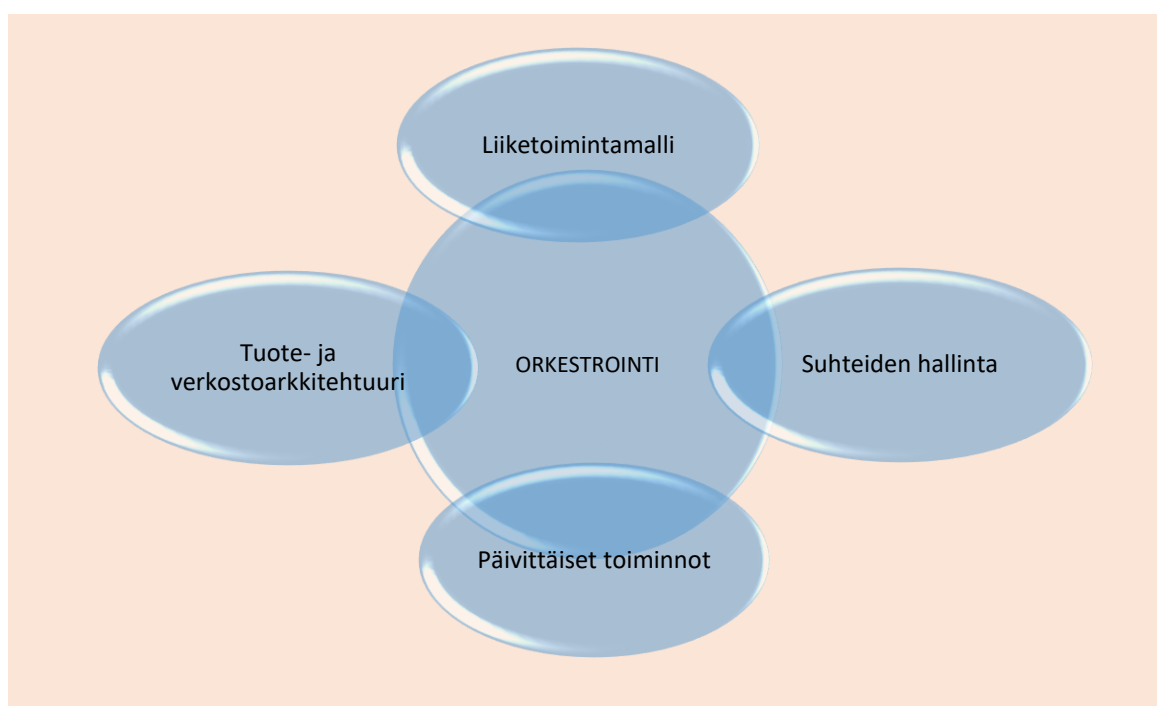 Liiketoimintamalli
Tuote- ja
verkostoarkkitehtuuri
ORKESTROINTI
Suhteiden hallinta
Päivittäiset toiminnot